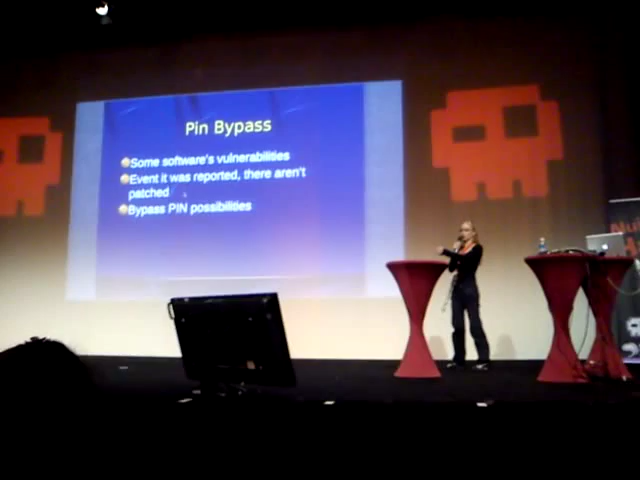 Pin Bypass
Some software's vulnerabilities
Event it was reported, there aren't
patched
Bypass PIN possibilities